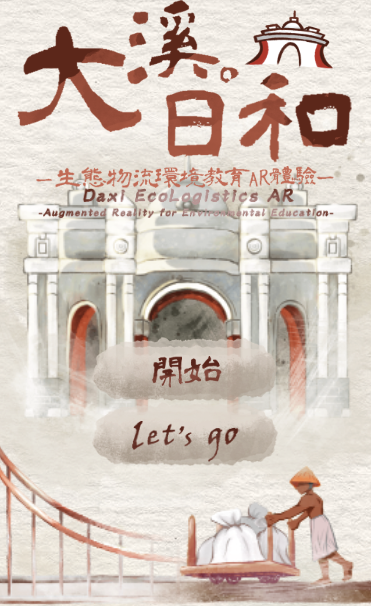 大溪。日和
—生態物流環境教育AR體驗—
Daxi EcoLogistics AR
-Augmented Reality for Environmental Education-
開始
let's go